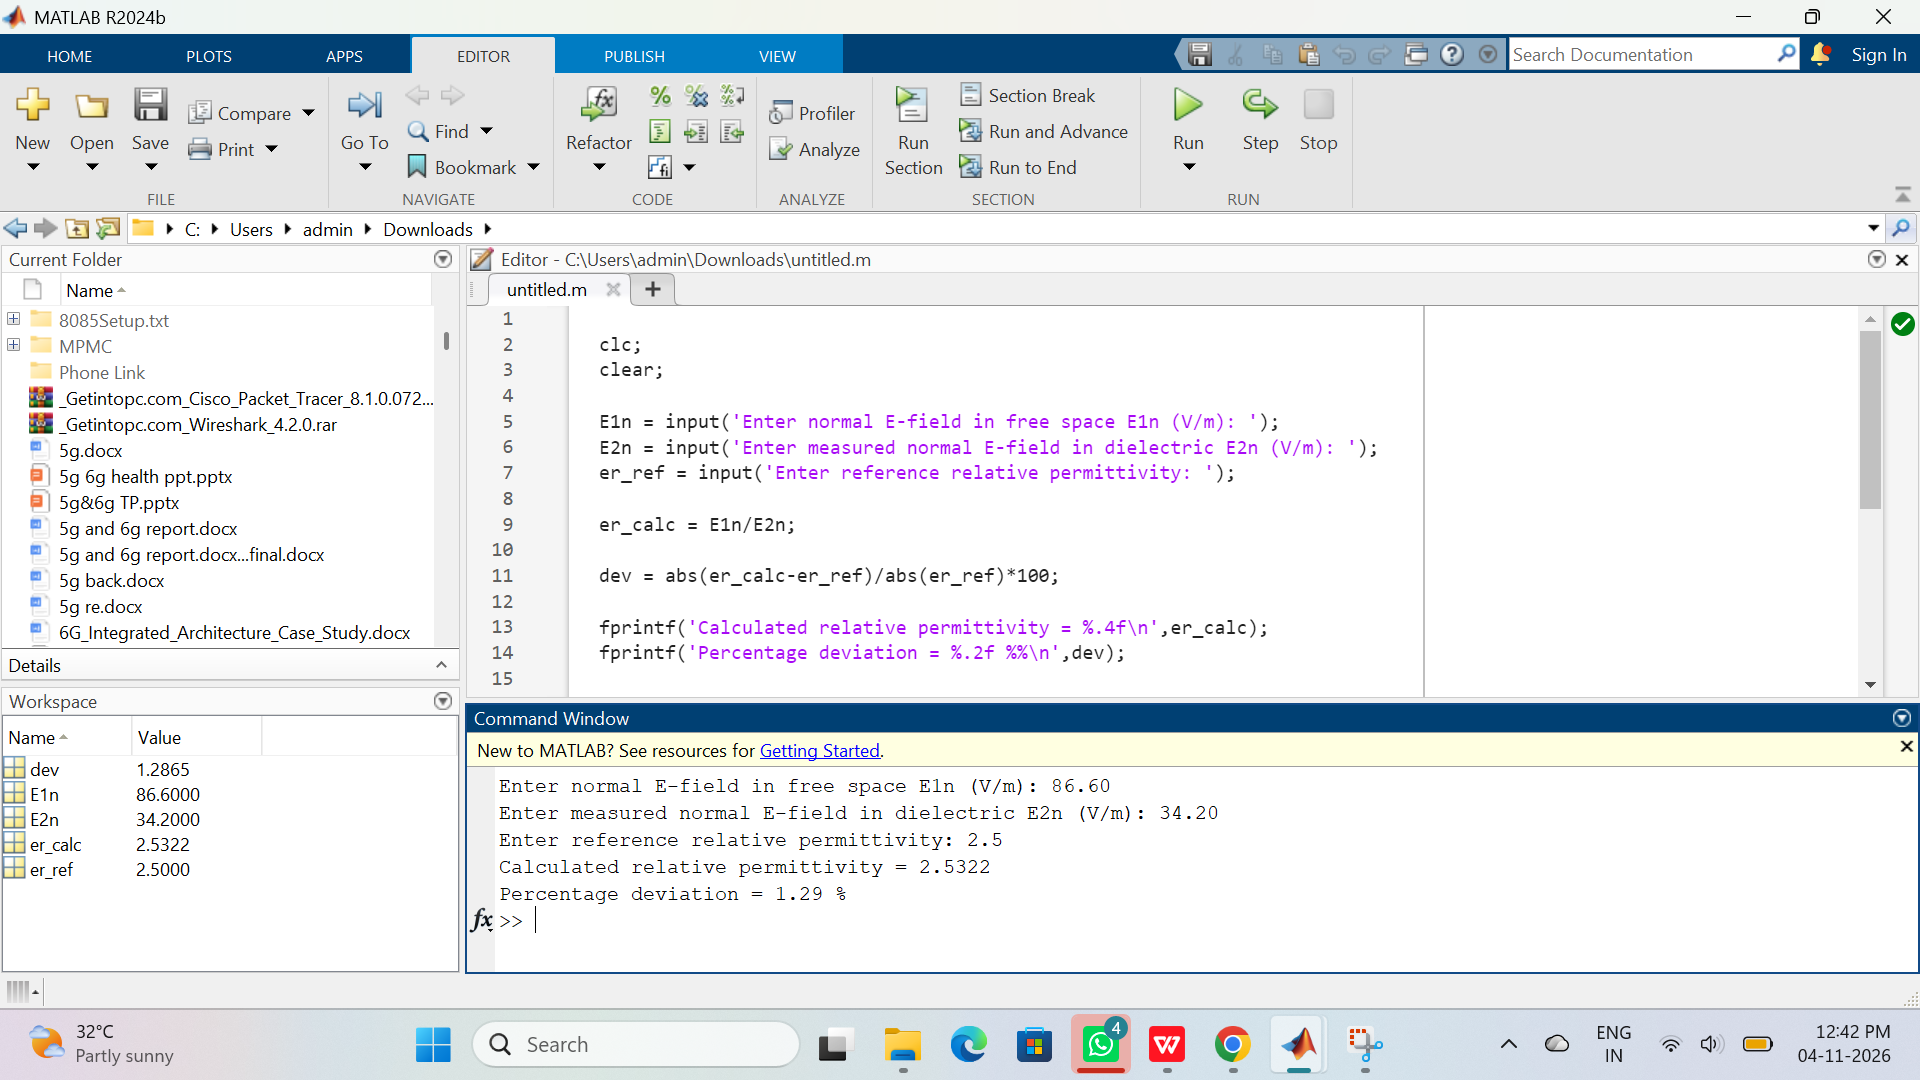 MATLAB R2024b
HOME PLOTS APPS EDITOR PUBLISH VIEW
Search Documentation
Sign In
New
Open
Save
Compare
Print
FILE
Go To
Find
Bookmark
NAVIGATE
Refactor
CODE
Profiler
Analyze
ANALYZE
Run Section
Section Break
Run and Advance
Run to End
SECTION
Run
Step
Stop
RUN
C: Users admin Downloads
Current Folder
Name
8085Setup.txt
MPMC
Phone Link
_Getintopc.com_Cisco_Packet_Tracer_8.1.0.072...
_Getintopc.com_Wireshark_4.2.0.rar
5g.docx
5g 6g health ppt.pptx
5g&6g TP.pptx
5g and 6g report.docx
5g and 6g report.docx...final.docx
5g back.docx
5g re.docx
6G_Integrated_Architecture_Case_Study.docx
Details
Workspace
Name Value
dev 1.2865
E1n 86.6000
E2n 34.2000
er_calc 2.5322
er_ref 2.5000
Editor - C:\Users\admin\Downloads\untitled.m
untitled.m
1
2 clc;
3 clear;
4
5 E1n = input('Enter normal E-field in free space E1n (V/m): ');
6 E2n = input('Enter measured normal E-field in dielectric E2n (V/m): ');
7 er_ref = input('Enter reference relative permittivity: ');
8
9 er_calc = E1n/E2n;
10
11 dev = abs(er_calc-er_ref)/abs(er_ref)*100;
12
13 fprintf('Calculated relative permittivity = %.4f\n',er_calc);
14 fprintf('Percentage deviation = %.2f %%\n',dev);
15
Command Window
New to MATLAB? See resources for Getting Started.
Enter normal E-field in free space E1n (V/m): 86.60
Enter measured normal E-field in dielectric E2n (V/m): 34.20
Enter reference relative permittivity: 2.5
Calculated relative permittivity = 2.5322
Percentage deviation = 1.29 %
fx >>
32°C
Partly sunny
Search
4
ENG
IN
12:42 PM
04-11-2026